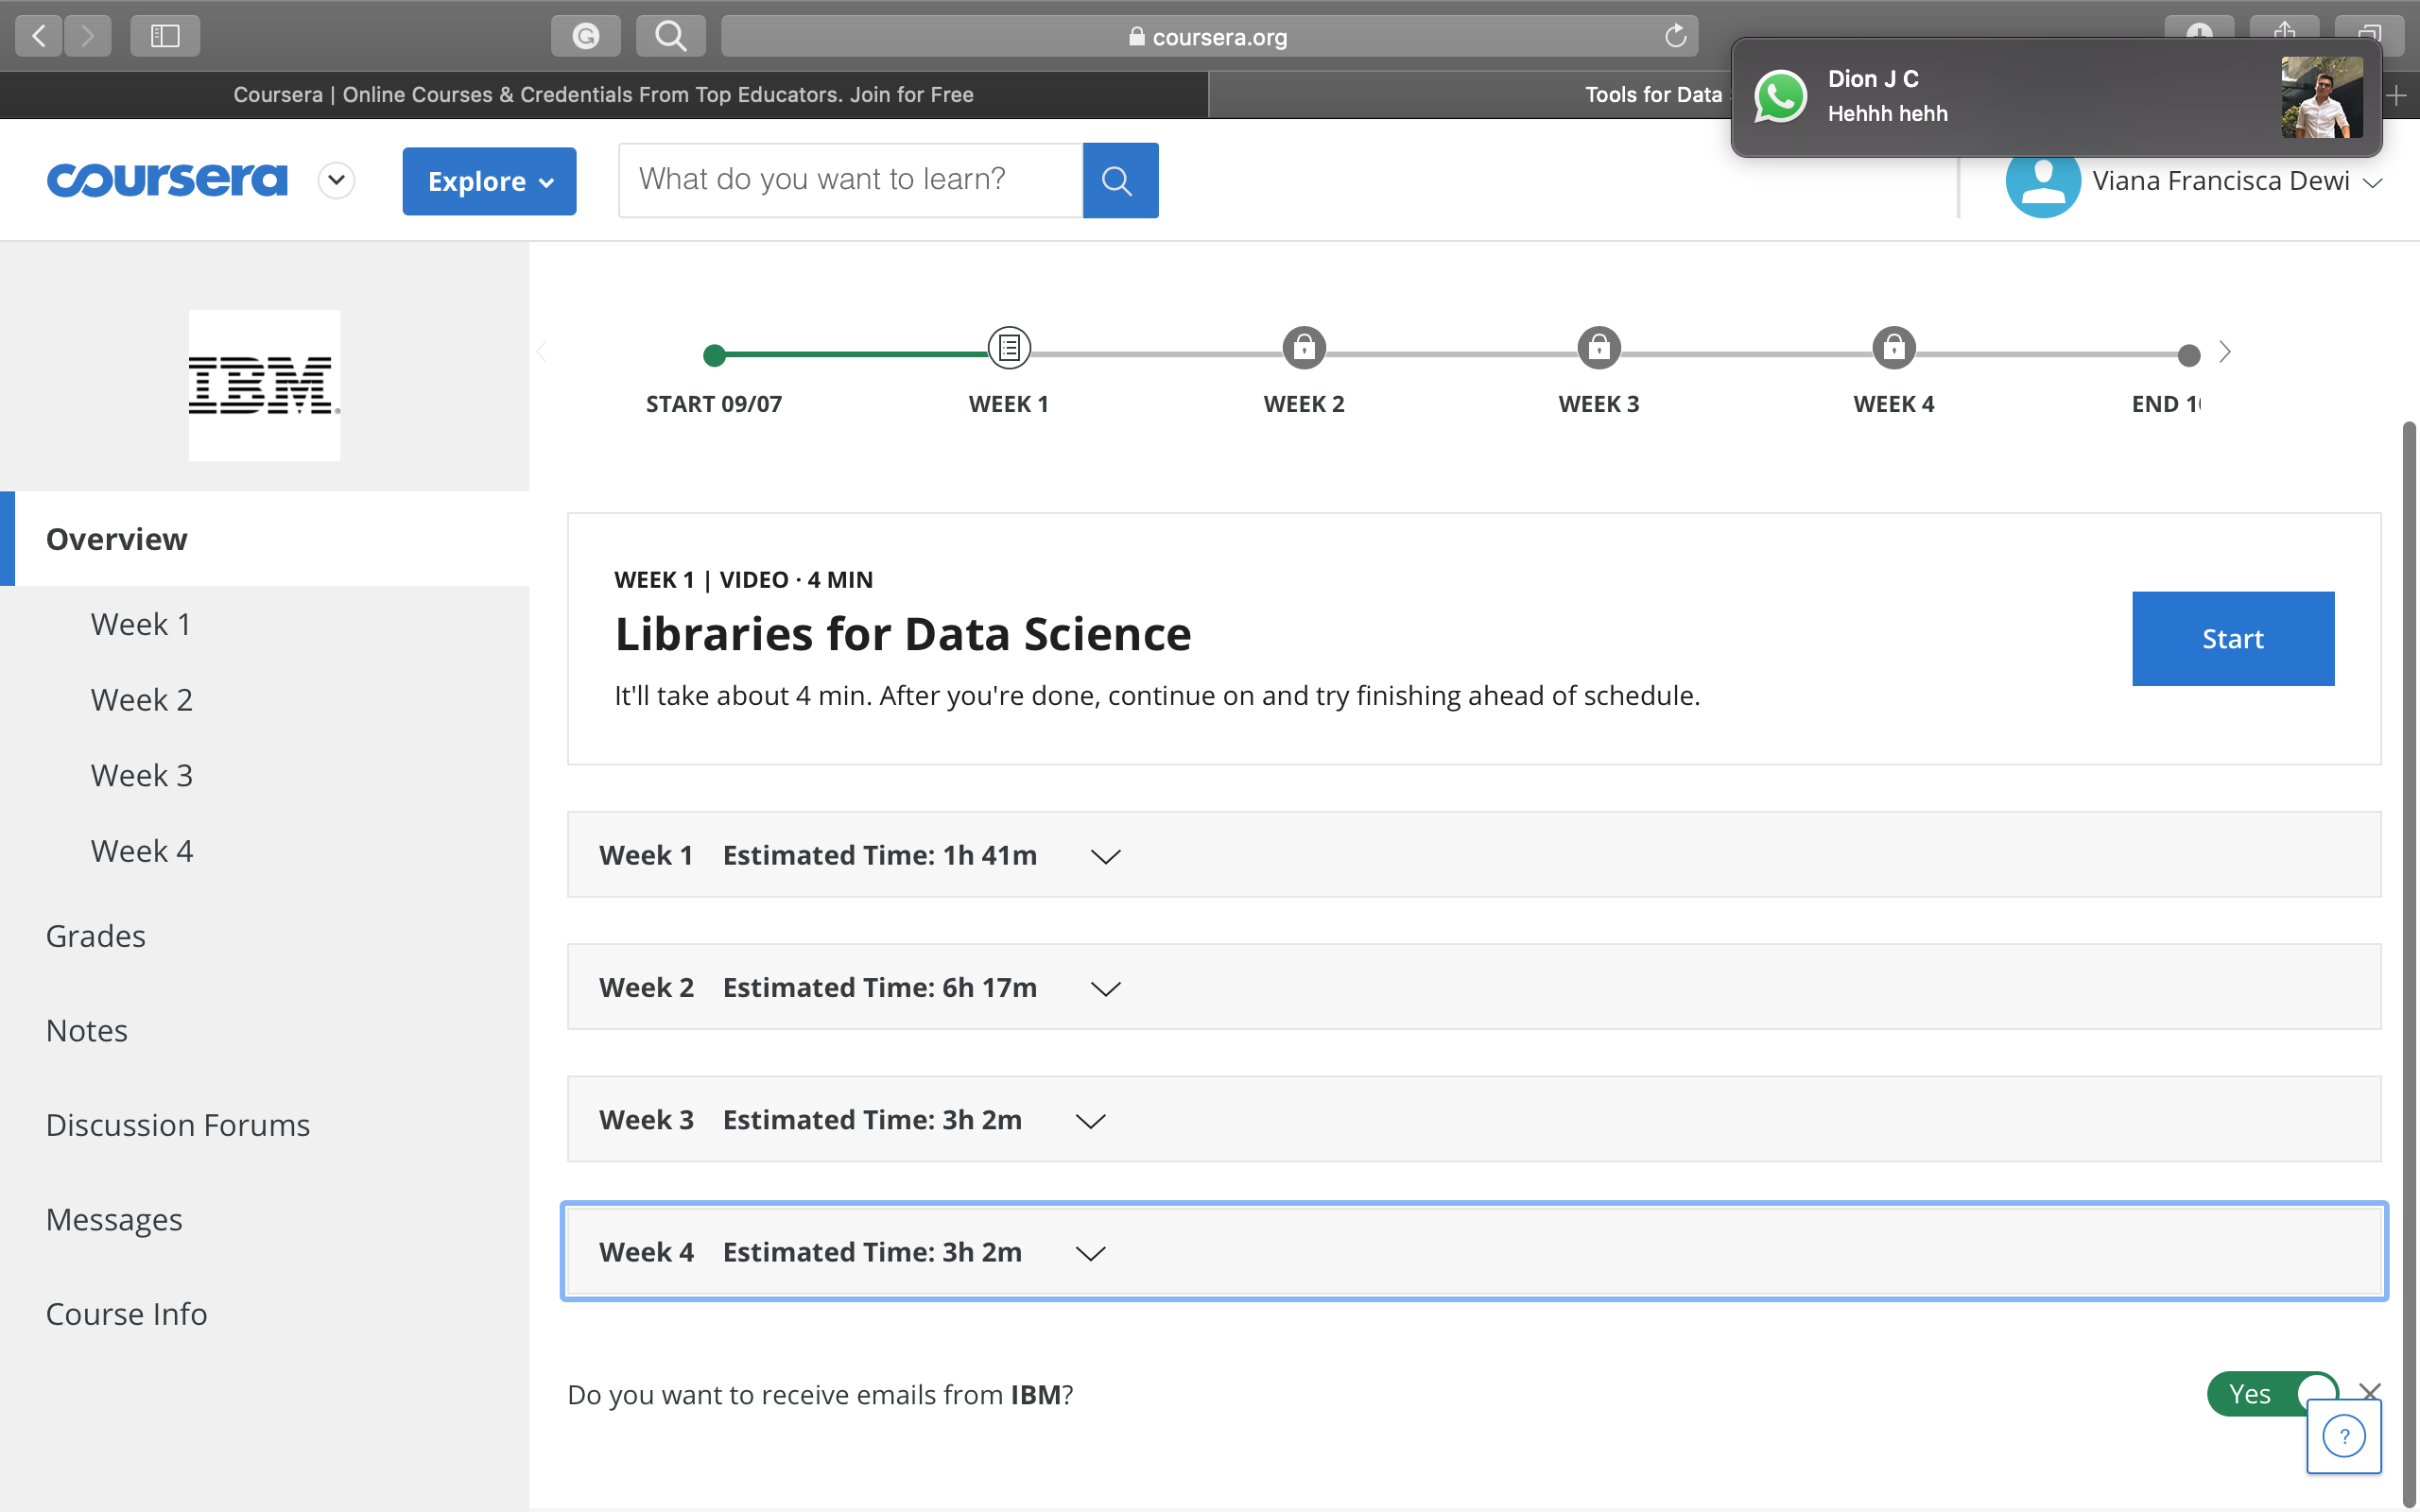 coursera.org
Coursera | Online Courses & Credentials From Top Educators. Join for Free
Tools for Data
Dion J C
Hehhh hehh
coursera
Explore
What do you want to learn?
Viana Francisca Dewi
IBM
START 09/07
WEEK 1
WEEK 2
WEEK 3
WEEK 4
END
Overview
Week 1
Week 2
Week 3
Week 4
Grades
Notes
Discussion Forums
Messages
Course Info
WEEK 1 | VIDEO · 4 MIN
Libraries for Data Science
It'll take about 4 min. After you're done, continue on and try finishing ahead of schedule.
Start
Week 1 Estimated Time: 1h 41m
Week 2 Estimated Time: 6h 17m
Week 3 Estimated Time: 3h 2m
Week 4 Estimated Time: 3h 2m
Do you want to receive emails from IBM?
Yes
?